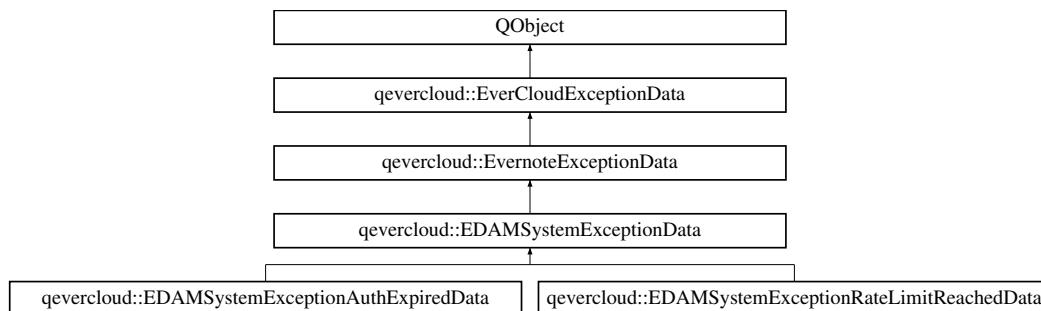 QObject
qevercloud::EverCloudExceptionData
qevercloud::EvernoteExceptionData
qevercloud::EDAMSystemExceptionData
qevercloud::EDAMSystemExceptionAuthExpiredData
qevercloud::EDAMSystemExceptionRateLimitReachedData